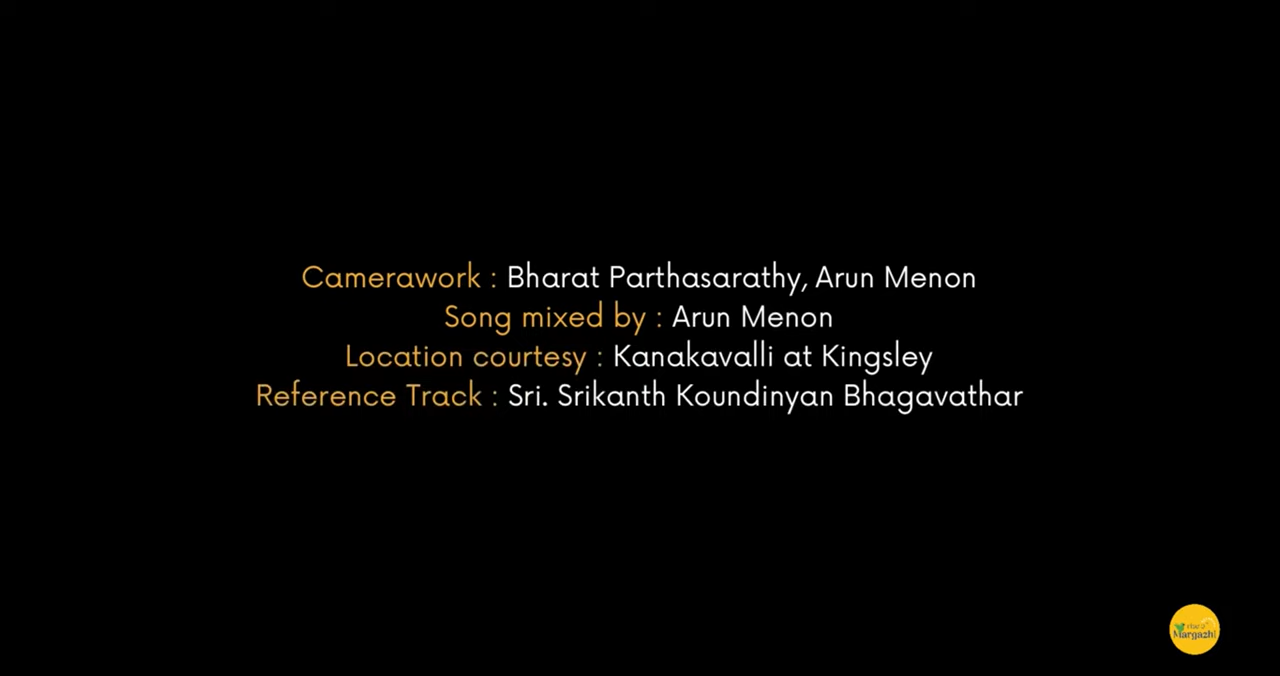 Camerawork : Bharat Parthasarathy, Arun Menon
Song mixed by : Arun Menon
Location courtesy : Kanakavalli at Kingsley
Reference Track : Sri. Srikanth Koundinyan Bhagavathar
Margazhi